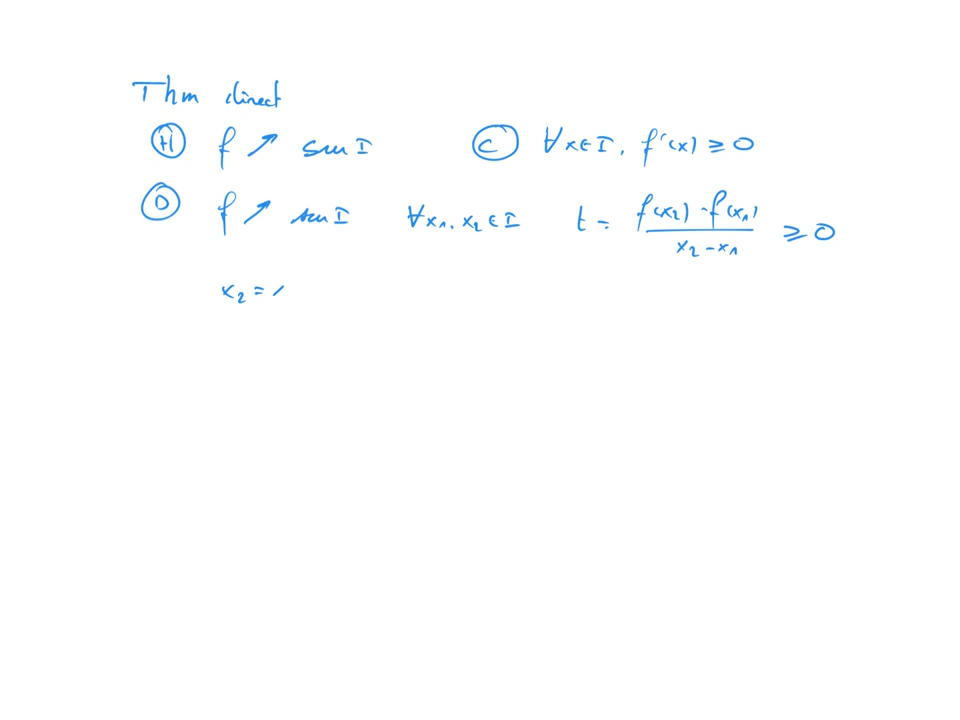 Thm direct
(H) f ↗ sur I (C) ∀x∈I, f'(x) ≥ 0
(D) f ↗ sur I ∀x₁, x₂ ∈ I t = (f(x₂) - f(x₁))/(x₂ - x₁) ≥ 0
x₂ =